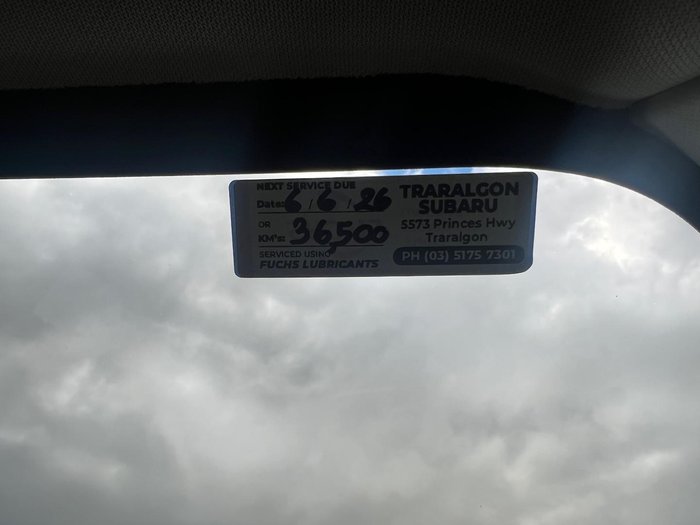 NEXT SERVICE DUE
Date: 6 / 6 / 26
OR
KM's: 36,500
SERVICED USING
FUCHS LUBRICANTS
TRARALGON
SUBARU
5573 Princes Hwy
Traralgon
PH (03) 5175 7301